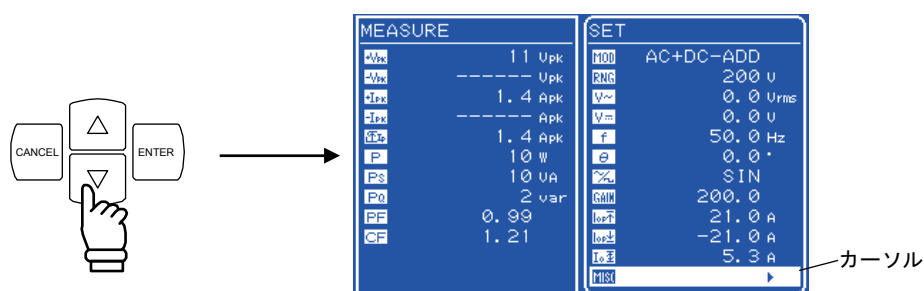 CANCEL
△
▽
ENTER
MEASURE
+VPK 11 VPK
-VPK ------ VPK
+IPK 1.4 APK
-IPK ------ APK
1.4 APK
P 10 W
PS 10 VA
PQ 2 var
PF 0.99
CF 1.21
SET
MOD AC+DC-ADD
RNG 200 V
V~ 0.0 Vrms
V⎓ 0.0 V
f 50.0 Hz
θ 0.0°
SIN
GAIN 200.0
21.0 A
-21.0 A
5.3 A
MISC ▶
カーソル